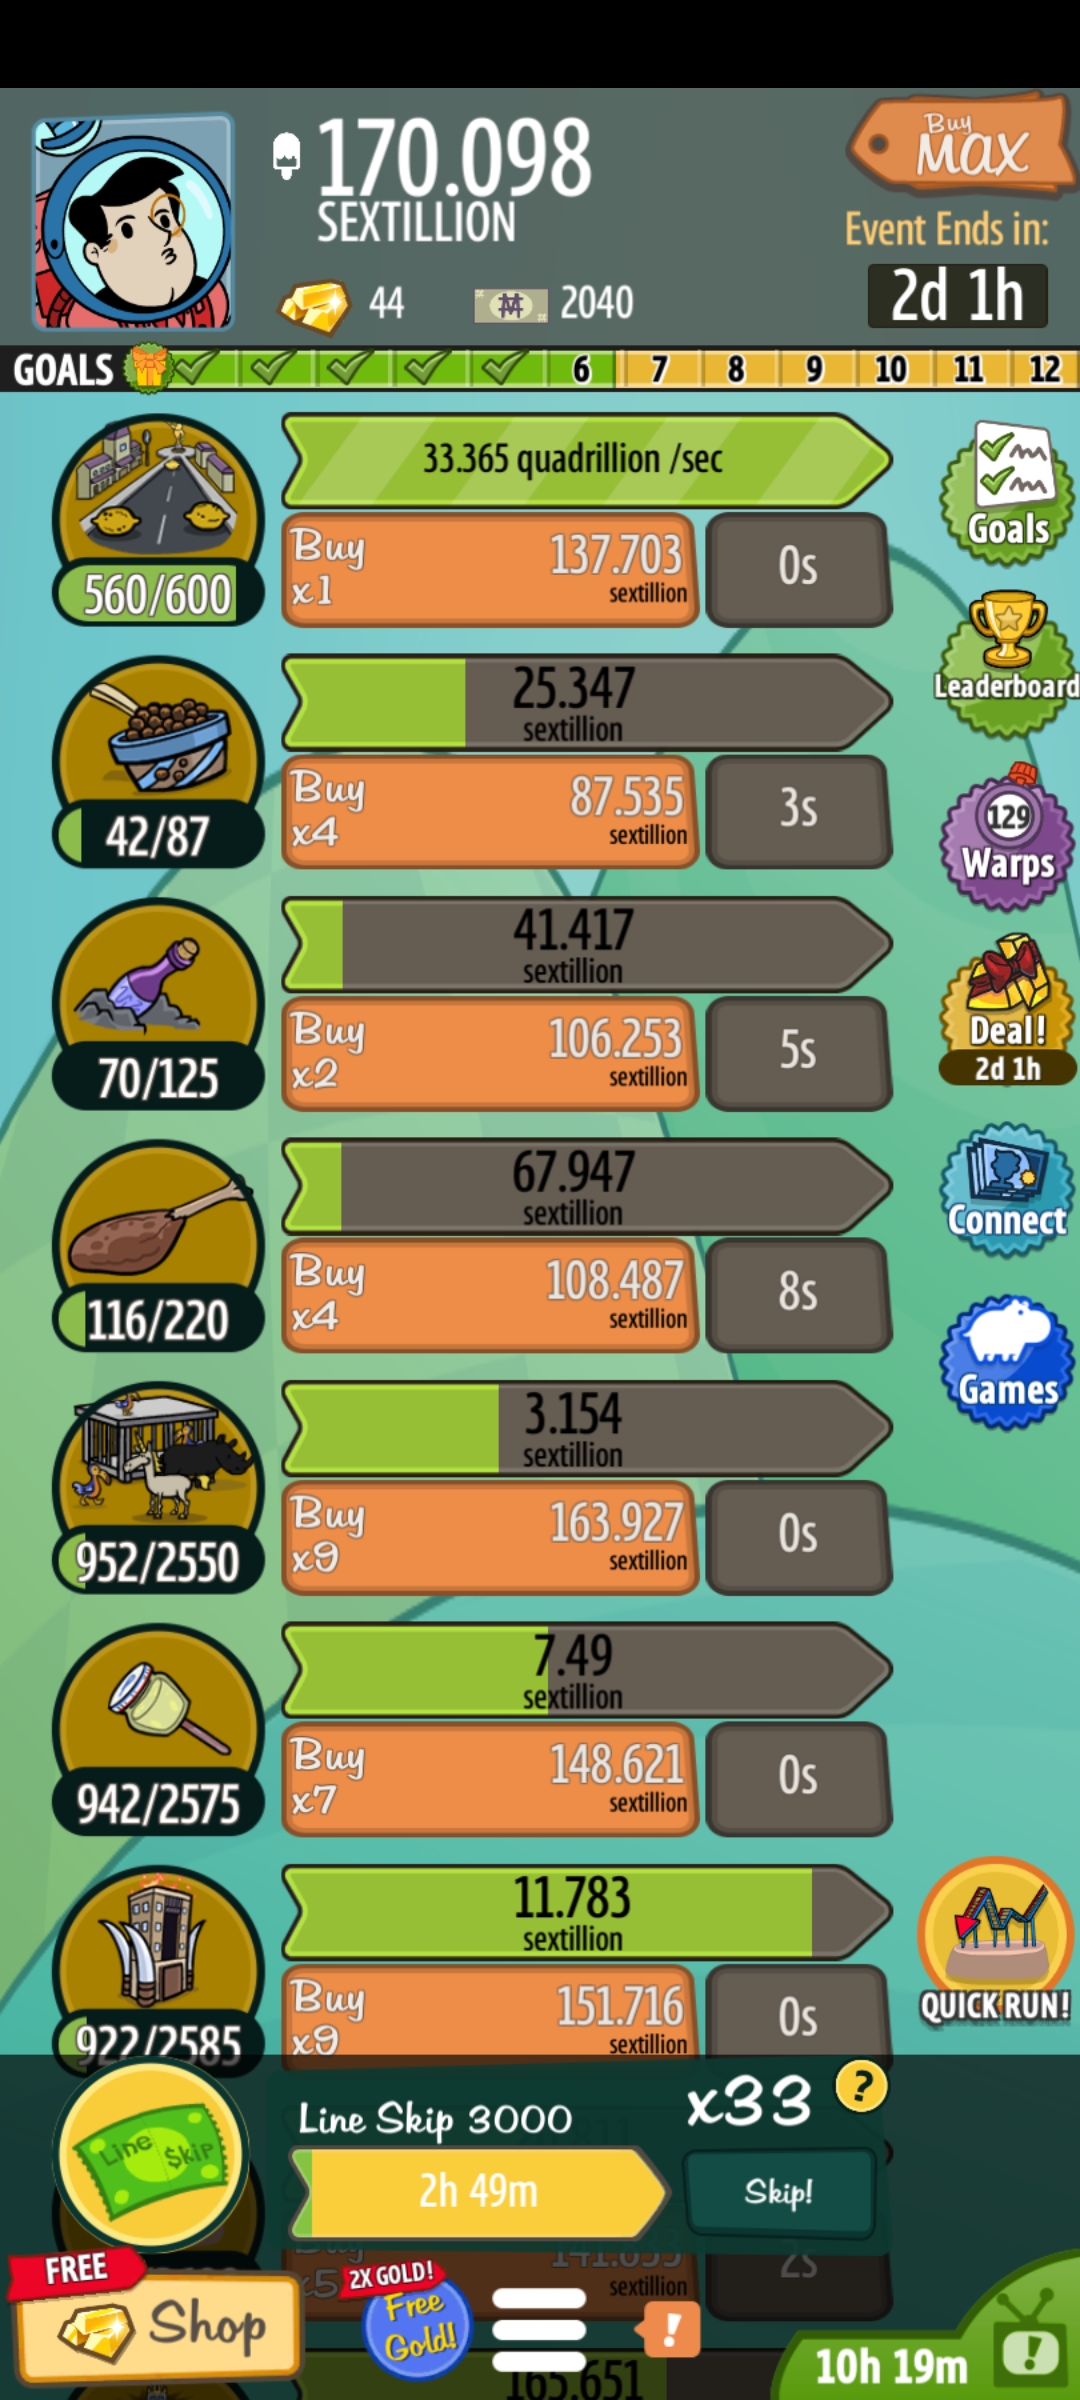 170.098
SEXTILLION
Buy
MAX
Event Ends in:
2d 1h
44
2040
GOALS 6 7 8 9 10 11 12
33.365 quadrillion /sec
Buy
x1
137.703
sextillion
0s
560/600
Goals
25.347
sextillion
Buy
x4
87.535
sextillion
3s
42/87
Leaderboard
129
Warps
41.417
sextillion
Buy
x2
106.253
sextillion
5s
70/125
Deal!
2d 1h
67.947
sextillion
Buy
x4
108.487
sextillion
8s
116/220
Connect
Games
3.154
sextillion
Buy
x9
163.927
sextillion
0s
952/2550
7.49
sextillion
Buy
x7
148.621
sextillion
0s
942/2575
11.783
sextillion
Buy
x9
151.716
sextillion
0s
922/2585
QUICK RUN!
Line Skip
Line Skip 3000
x33
?
2h 49m
Skip!
Buy
x5
sextillion
2s
FREE
Shop
2X GOLD!
Free
Gold!
!
10h 19m
!
165.651